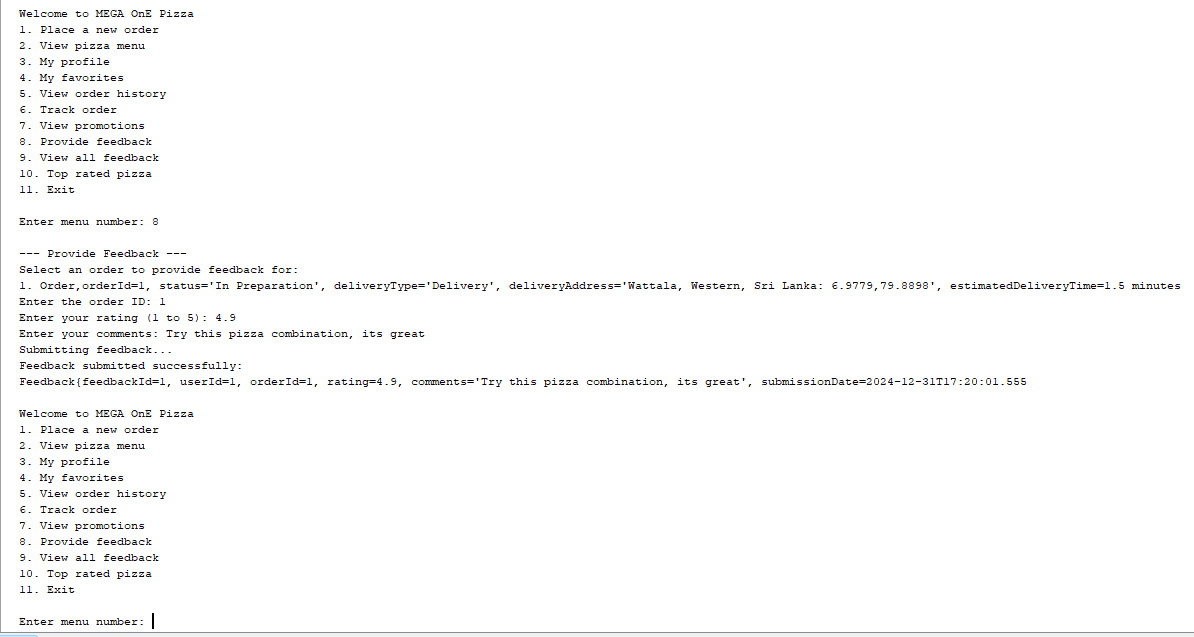 Welcome to MEGA OnE Pizza
1. Place a new order
2. View pizza menu
3. My profile
4. My favorites
5. View order history
6. Track order
7. View promotions
8. Provide feedback
9. View all feedback
10. Top rated pizza
11. Exit
Enter menu number: 8
--- Provide Feedback ---
Select an order to provide feedback for:
1. Order,orderId=1, status='In Preparation', deliveryType='Delivery', deliveryAddress='Wattala, Western, Sri Lanka: 6.9779,79.8898', estimatedDeliveryTime=1.5 minutes
Enter the order ID: 1
Enter your rating (1 to 5): 4.9
Enter your comments: Try this pizza combination, its great
Submitting feedback...
Feedback submitted successfully:
Feedback{feedbackId=1, userId=1, orderId=1, rating=4.9, comments='Try this pizza combination, its great', submissionDate=2024-12-31T17:20:01.555
Welcome to MEGA OnE Pizza
1. Place a new order
2. View pizza menu
3. My profile
4. My favorites
5. View order history
6. Track order
7. View promotions
8. Provide feedback
9. View all feedback
10. Top rated pizza
11. Exit
Enter menu number: